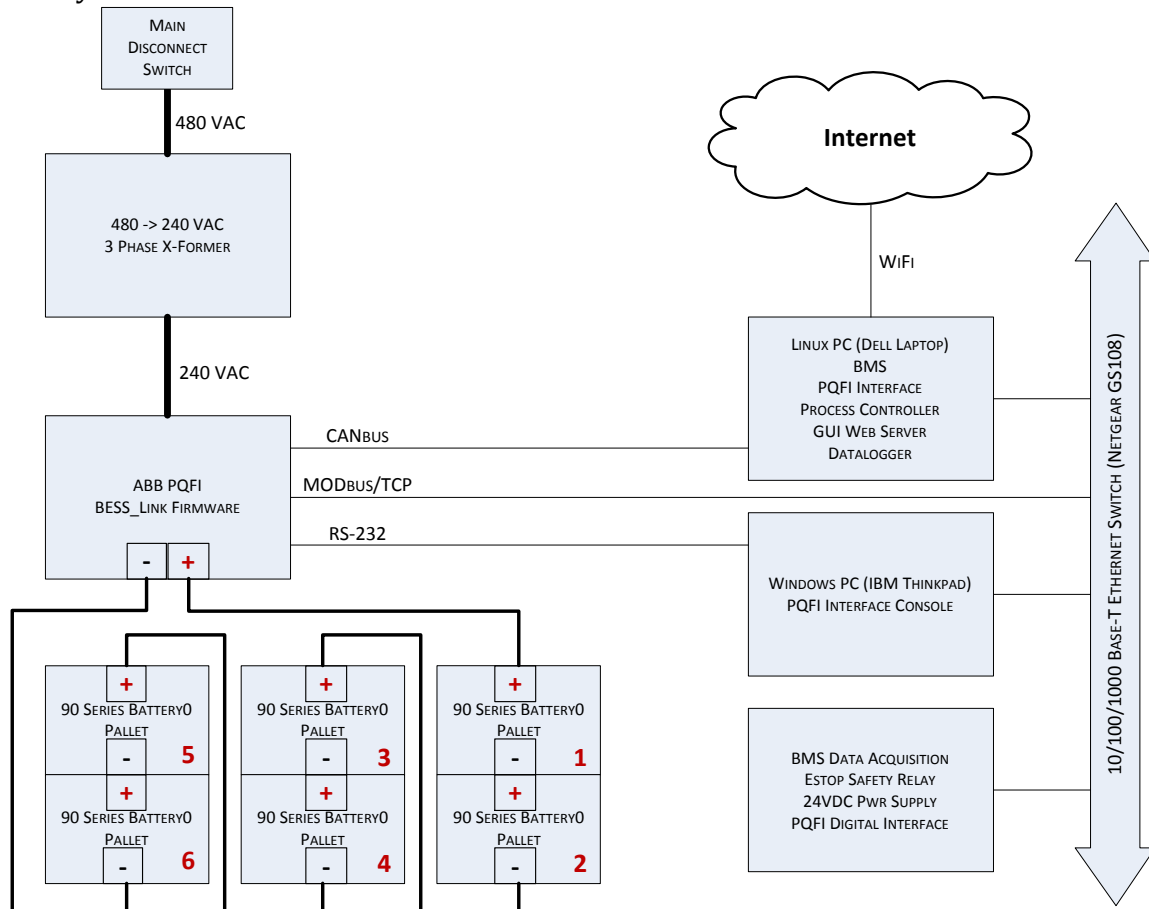 MAIN
DISCONNECT
SWITCH
480 VAC
480 -> 240 VAC
3 PHASE X-FORMER
240 VAC
ABB PQFI
BESS_LINK FIRMWARE
-
+
CANBUS
MODBUS/TCP
RS-232
Internet
WIFI
LINUX PC (DELL LAPTOP)
BMS
PQFI INTERFACE
PROCESS CONTROLLER
GUI WEB SERVER
DATALOGGER
WINDOWS PC (IBM THINKPAD)
PQFI INTERFACE CONSOLE
BMS DATA ACQUISITION
ESTOP SAFETY RELAY
24VDC PWR SUPPLY
PQFI DIGITAL INTERFACE
10/100/1000 BASE-T ETHERNET SWITCH (NETGEAR GS108)
+
90 SERIES BATTERY0
PALLET
-
5
+
90 SERIES BATTERY0
PALLET
-
3
+
90 SERIES BATTERY0
PALLET
-
1
+
90 SERIES BATTERY0
PALLET
-
6
+
90 SERIES BATTERY0
PALLET
-
4
+
90 SERIES BATTERY0
PALLET
-
2